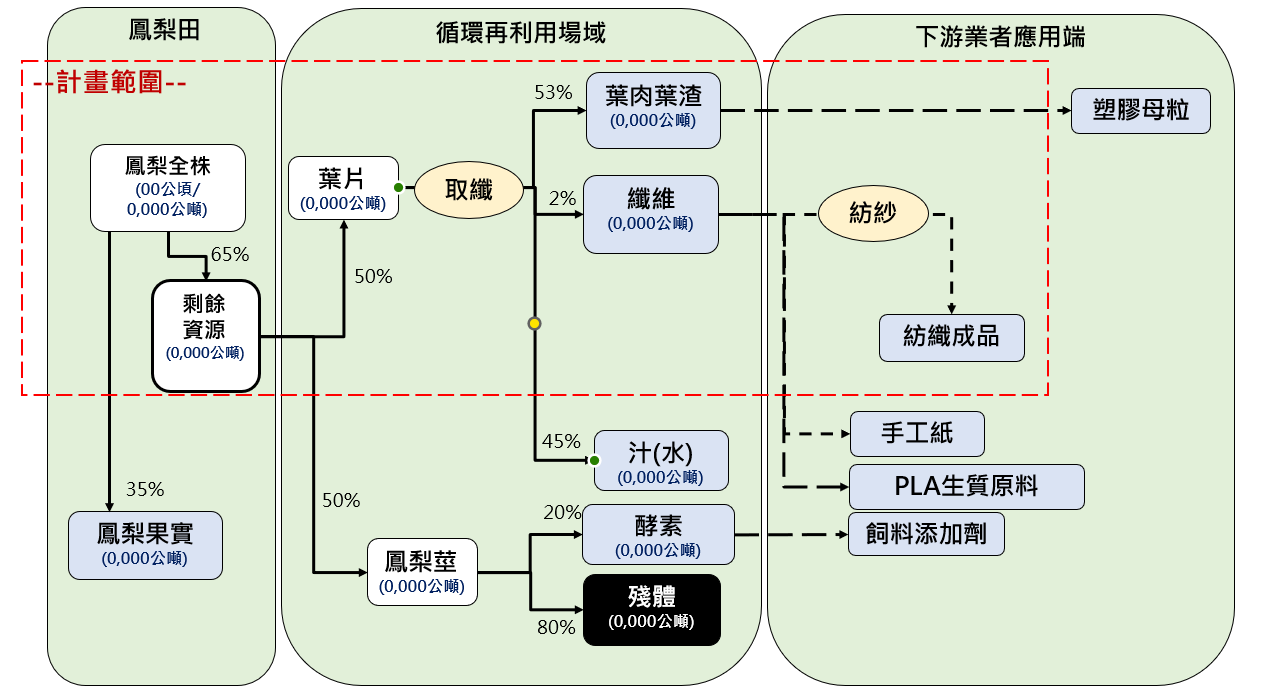 鳳梨田
循環再利用場域
下游業者應用端
--計畫範圍--
鳳梨全株
(00公頃/
0,000公噸)
65%
剩餘
資源
(0,000公噸)
35%
鳳梨果實
(0,000公噸)
葉片
(0,000公噸)
50%
取纖
53%
葉肉葉渣
(0,000公噸)
2%
纖維
(0,000公噸)
45%
汁(水)
(0,000公噸)
50%
鳳梨莖
(0,000公噸)
20%
酵素
(0,000公噸)
80%
殘體
(0,000公噸)
塑膠母粒
紡紗
紡織成品
手工紙
PLA生質原料
飼料添加劑